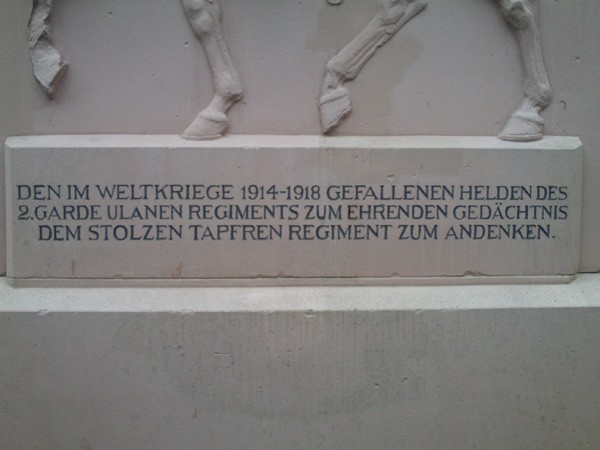 DEN IM WELTKRIEGE 1914-1918 GEFALLENEN HELDEN DES
2. GARDE ULANEN REGIMENTS ZUM EHRENDEN GEDÄCHTNIS
DEM STOLZEN TAPFREN REGIMENT ZUM ANDENKEN.